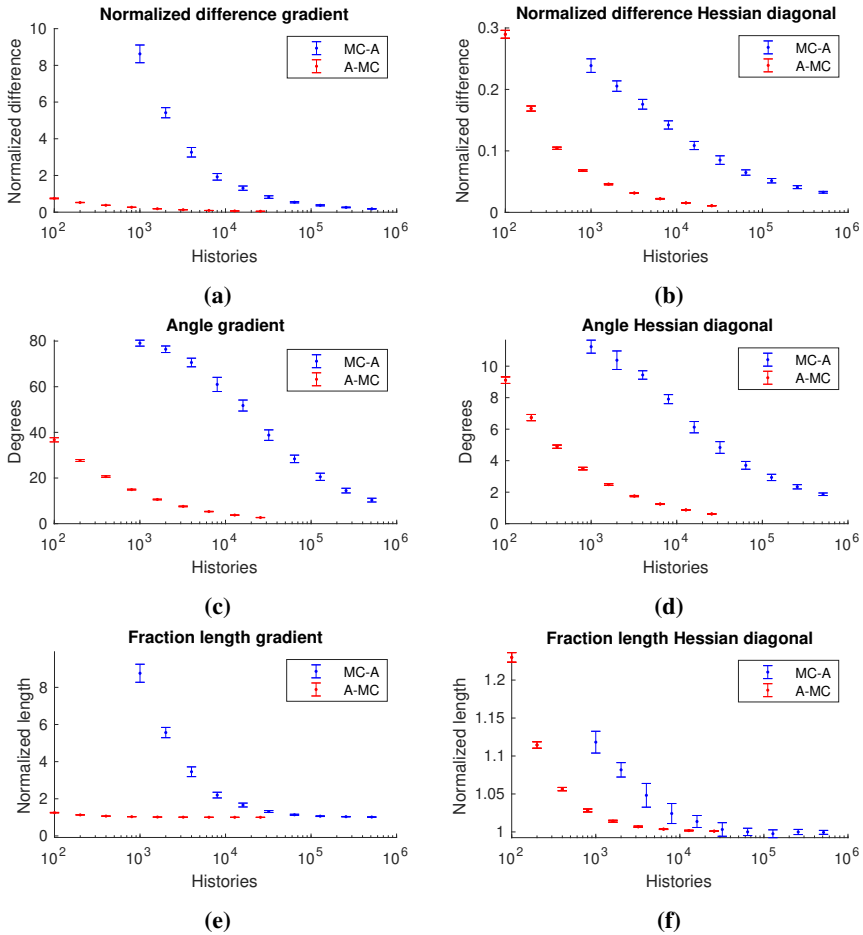 Normalized difference gradient
Normalized difference
10
8
6
4
2
0
MC-A
A-MC
10^2
10^3
10^4
10^5
10^6
Histories
(a)
Normalized difference Hessian diagonal
Normalized difference
0.3
0.2
0.1
0
MC-A
A-MC
10^2
10^3
10^4
10^5
10^6
Histories
(b)
Angle gradient
Degrees
80
60
40
20
0
MC-A
A-MC
10^2
10^3
10^4
10^5
10^6
Histories
(c)
Angle Hessian diagonal
Degrees
10
8
6
4
2
0
MC-A
A-MC
10^2
10^3
10^4
10^5
10^6
Histories
(d)
Fraction length gradient
Normalized length
8
6
4
2
0
MC-A
A-MC
10^2
10^3
10^4
10^5
10^6
Histories
(e)
Fraction length Hessian diagonal
Normalized length
1.2
1.15
1.1
1.05
1
MC-A
A-MC
10^2
10^3
10^4
10^5
10^6
Histories
(f)